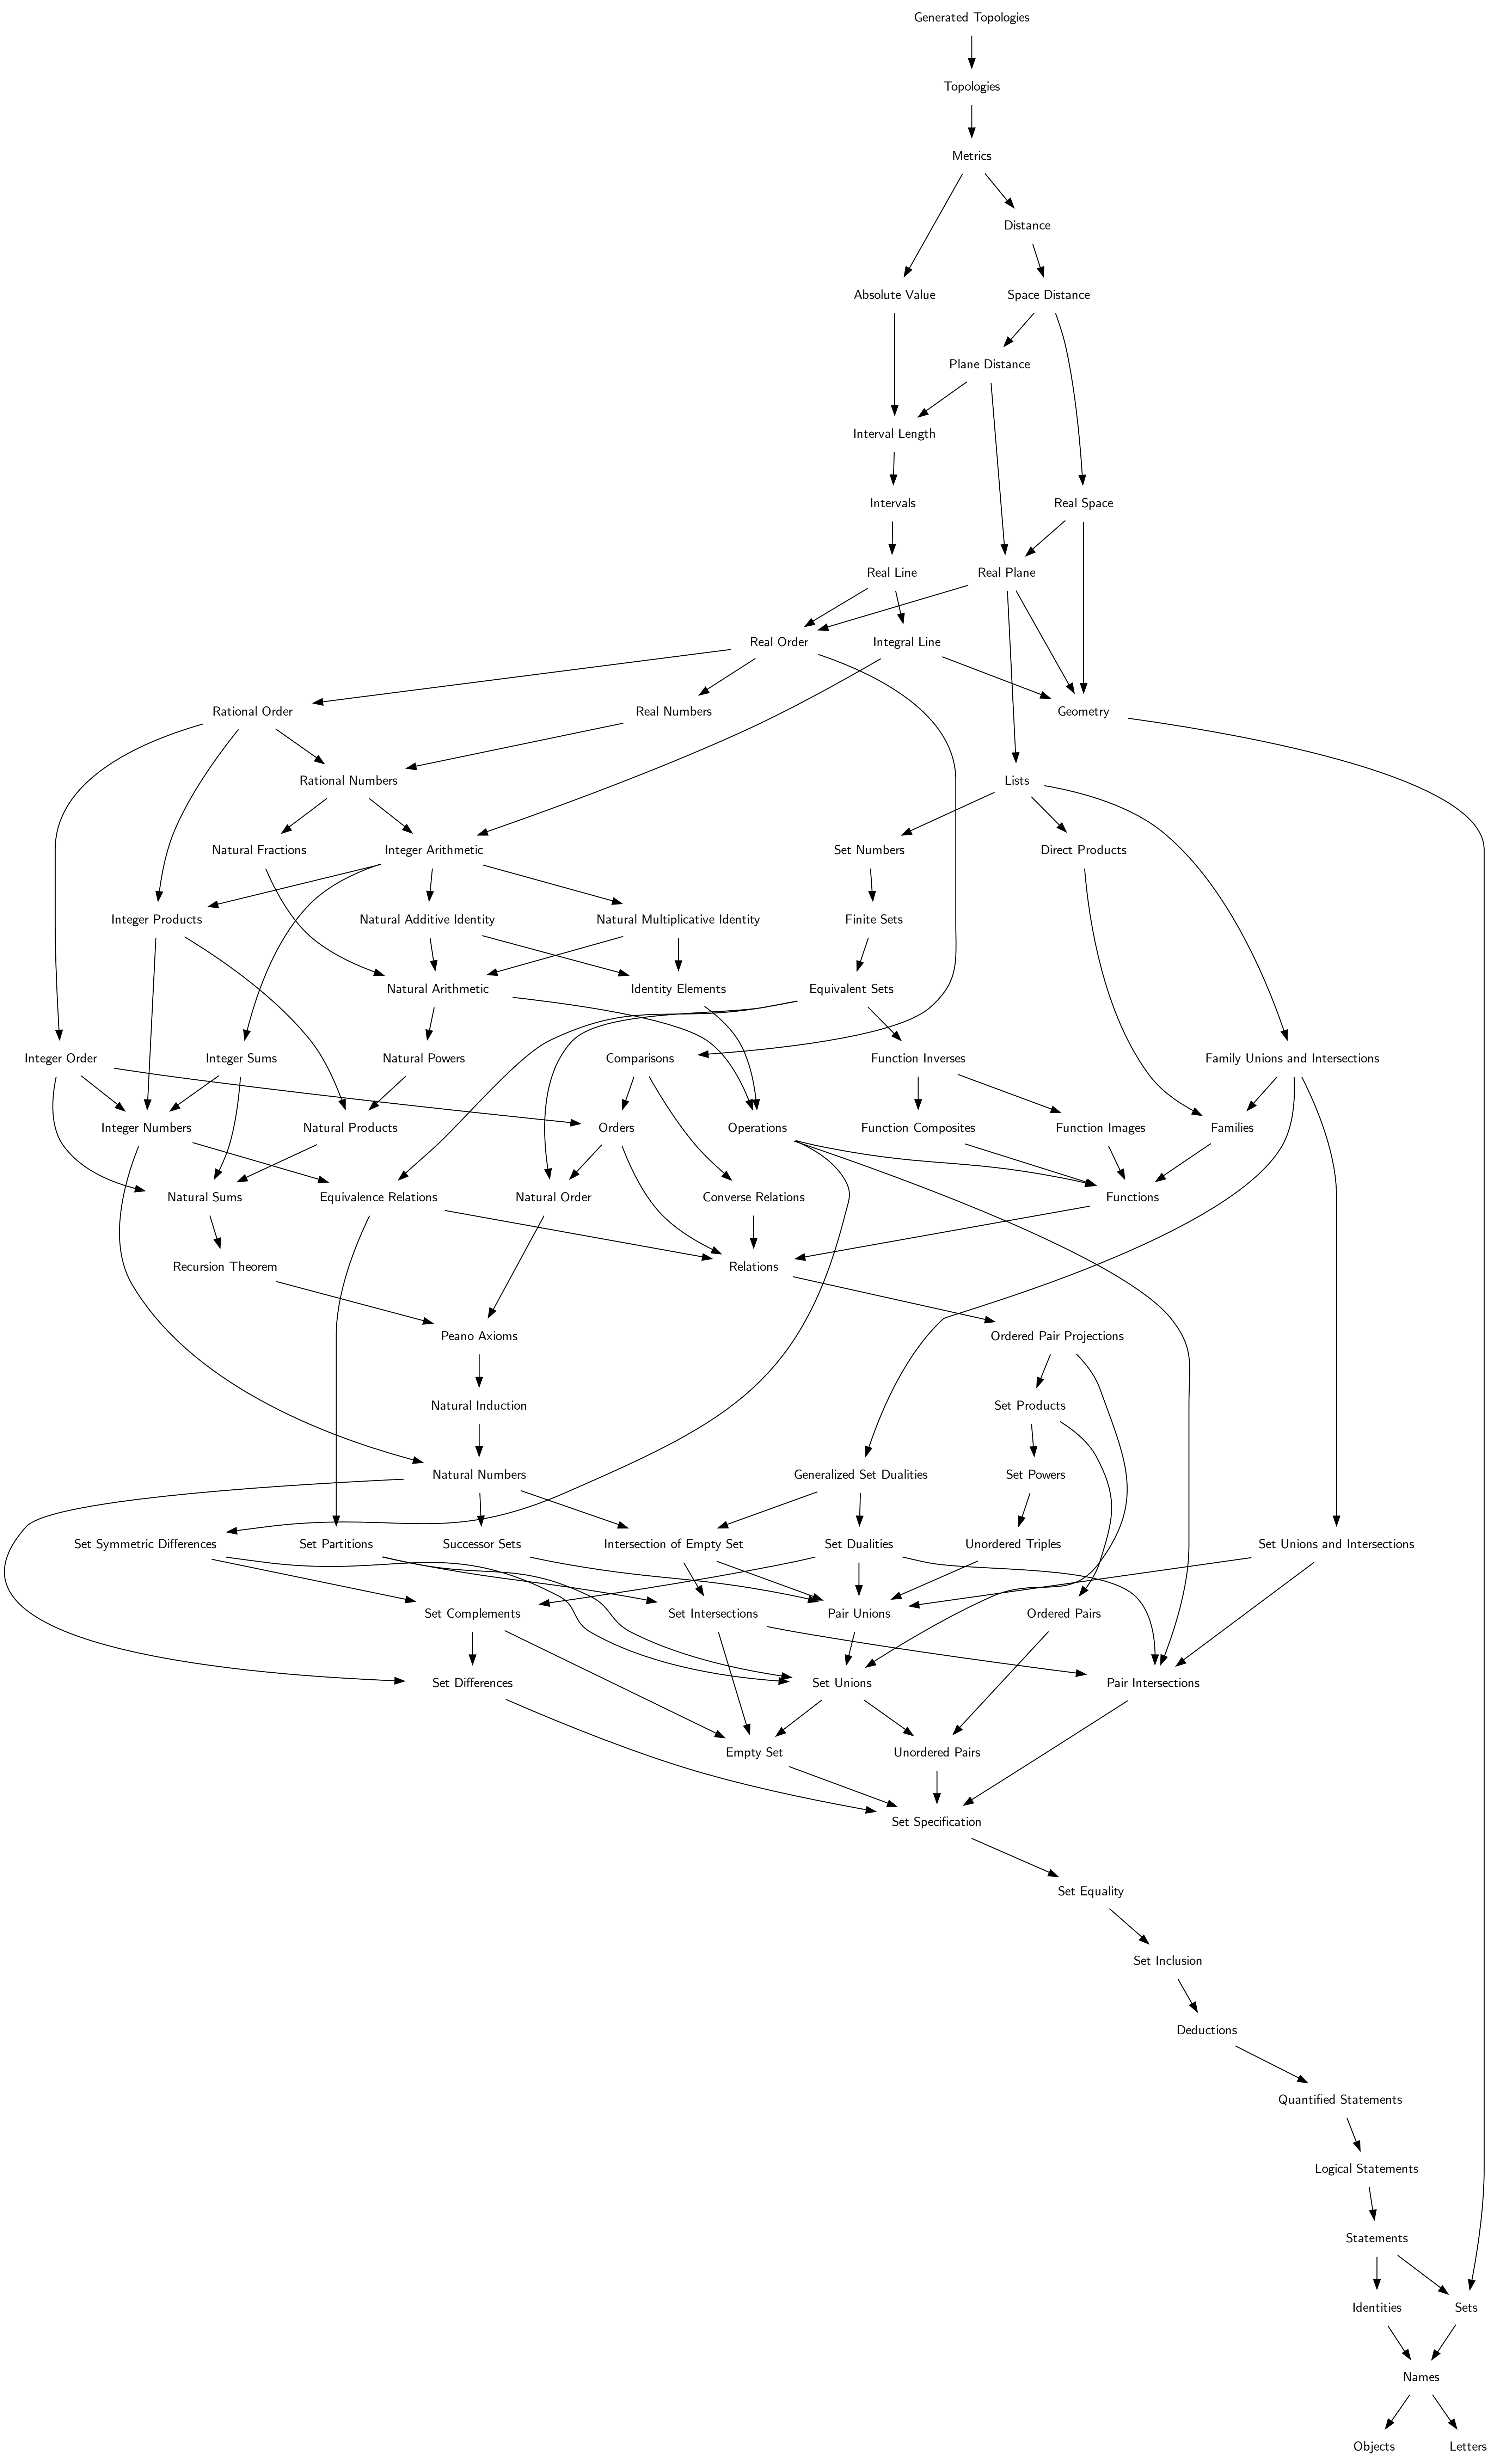 Generated Topologies
Topologies
Metrics
Distance
Absolute Value
Space Distance
Plane Distance
Interval Length
Intervals
Real Space
Real Line
Real Plane
Real Order
Integral Line
Rational Order
Real Numbers
Geometry
Rational Numbers
Lists
Natural Fractions
Integer Arithmetic
Set Numbers
Direct Products
Integer Products
Natural Additive Identity
Natural Multiplicative Identity
Finite Sets
Natural Arithmetic
Identity Elements
Equivalent Sets
Integer Order
Integer Sums
Natural Powers
Comparisons
Function Inverses
Family Unions and Intersections
Integer Numbers
Natural Products
Orders
Operations
Function Composites
Function Images
Families
Natural Sums
Equivalence Relations
Natural Order
Converse Relations
Functions
Recursion Theorem
Relations
Peano Axioms
Ordered Pair Projections
Natural Induction
Set Products
Natural Numbers
Generalized Set Dualities
Set Powers
Set Symmetric Differences
Set Partitions
Successor Sets
Intersection of Empty Set
Set Dualities
Unordered Triples
Set Unions and Intersections
Set Complements
Set Intersections
Pair Unions
Ordered Pairs
Set Differences
Set Unions
Pair Intersections
Empty Set
Unordered Pairs
Set Specification
Set Equality
Set Inclusion
Deductions
Quantified Statements
Logical Statements
Statements
Identities
Sets
Names
Objects
Letters